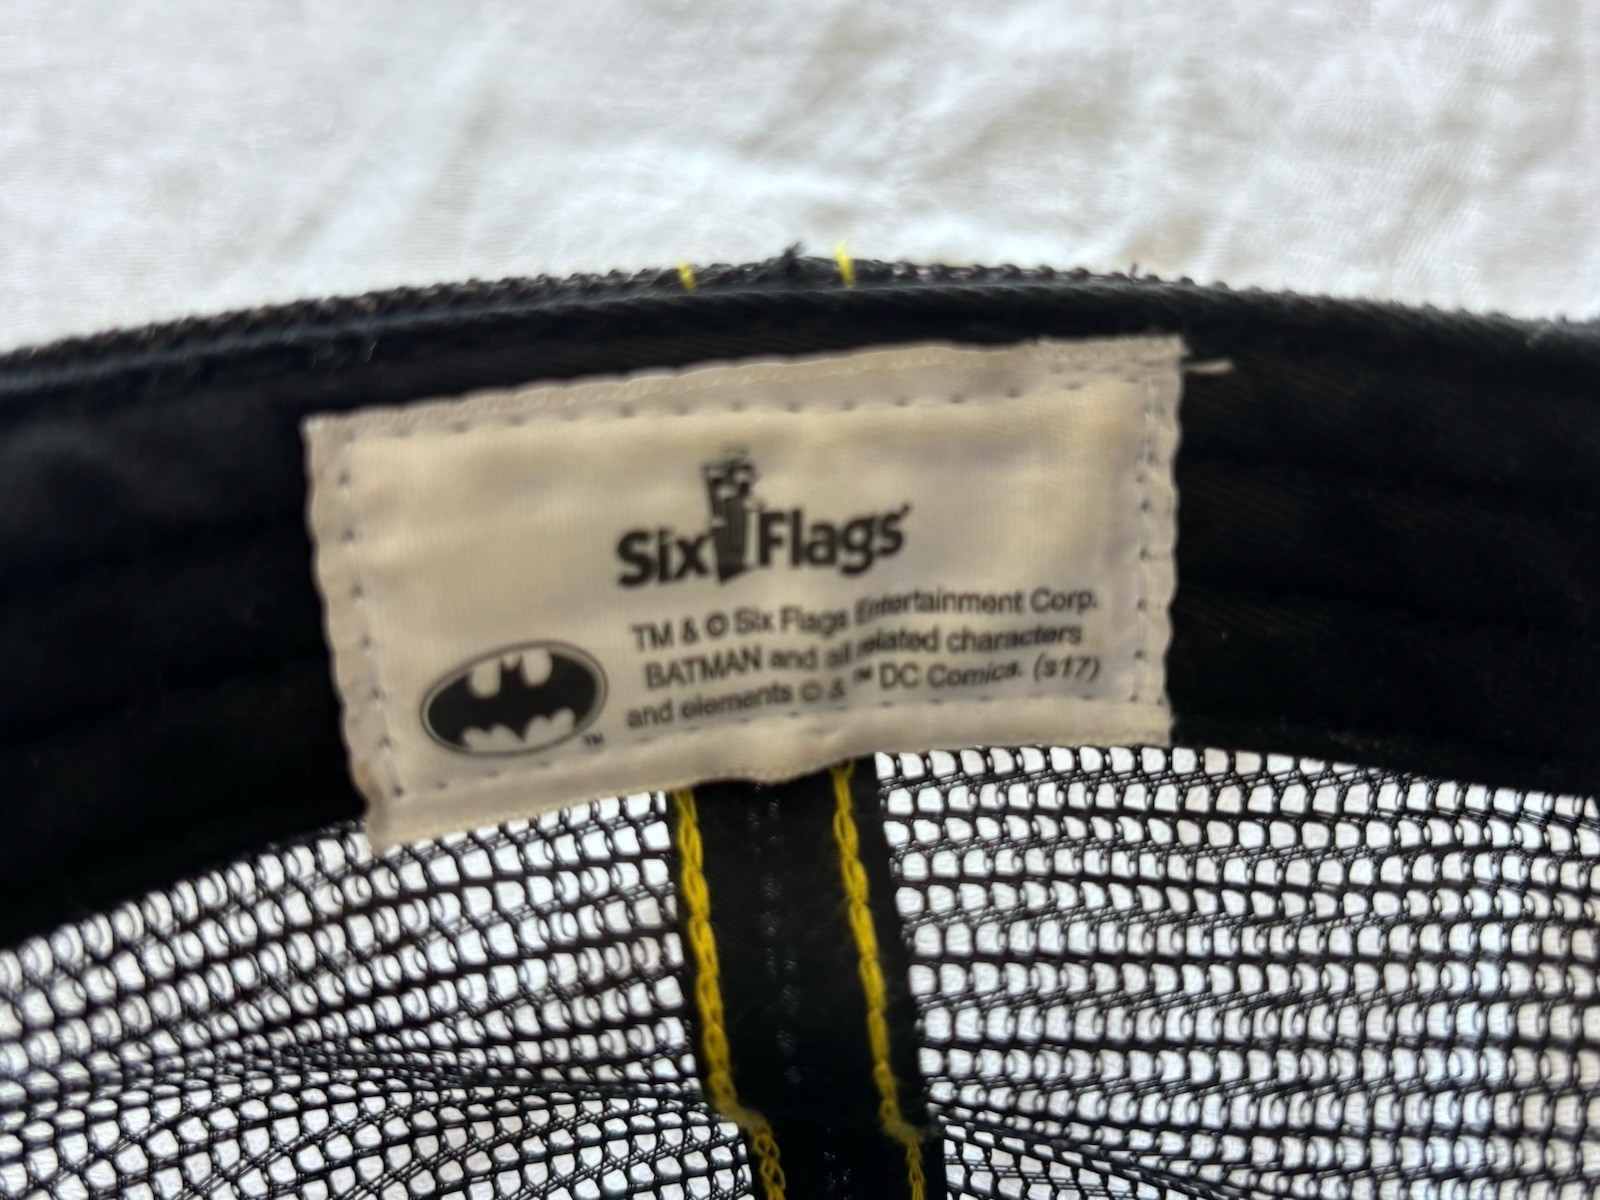 Six Flags
TM & © Six Flags Entertainment Corp.
BATMAN and all related characters
and elements © & ™ DC Comics. (s17)
TM